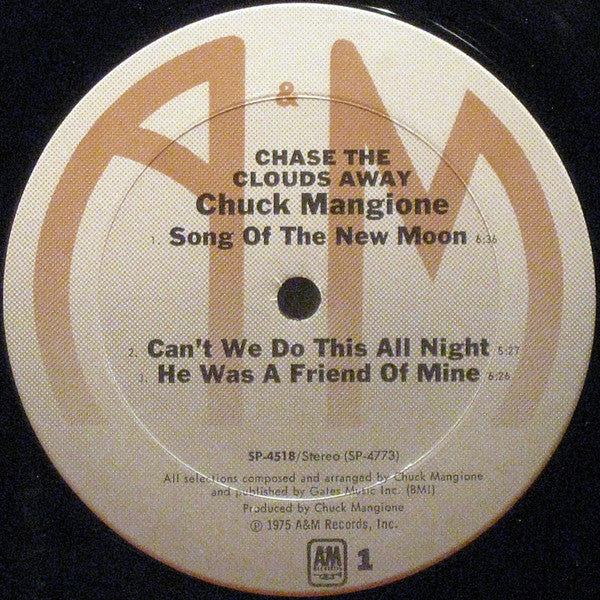 A & M
CHASE THE
CLOUDS AWAY
Chuck Mangione
1. Song Of The New Moon 6:36
2. Can't We Do This All Night 5:27
3. He Was A Friend Of Mine 6:26
SP-4518/Stereo (SP-4773)
All selections composed and arranged by Chuck Mangione
and published by Gates Music Inc. (BMI)
Produced by Chuck Mangione
℗ 1975 A&M Records, Inc.
AM
RECORDS
1